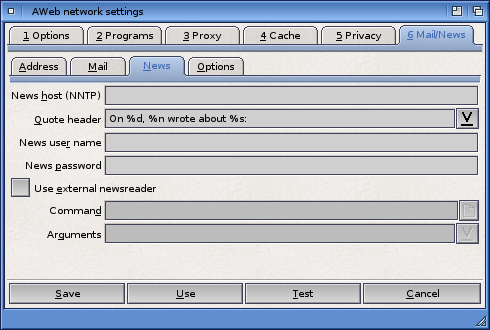 AWeb network settings
1 Options 2 Programs 3 Proxy 4 Cache 5 Privacy 6 Mail/News
Address Mail News Options
News host (NNTP)
Quote header On %d, %n wrote about %s:
News user name
News password
Use external newsreader
Command
Arguments
Save Use Test Cancel